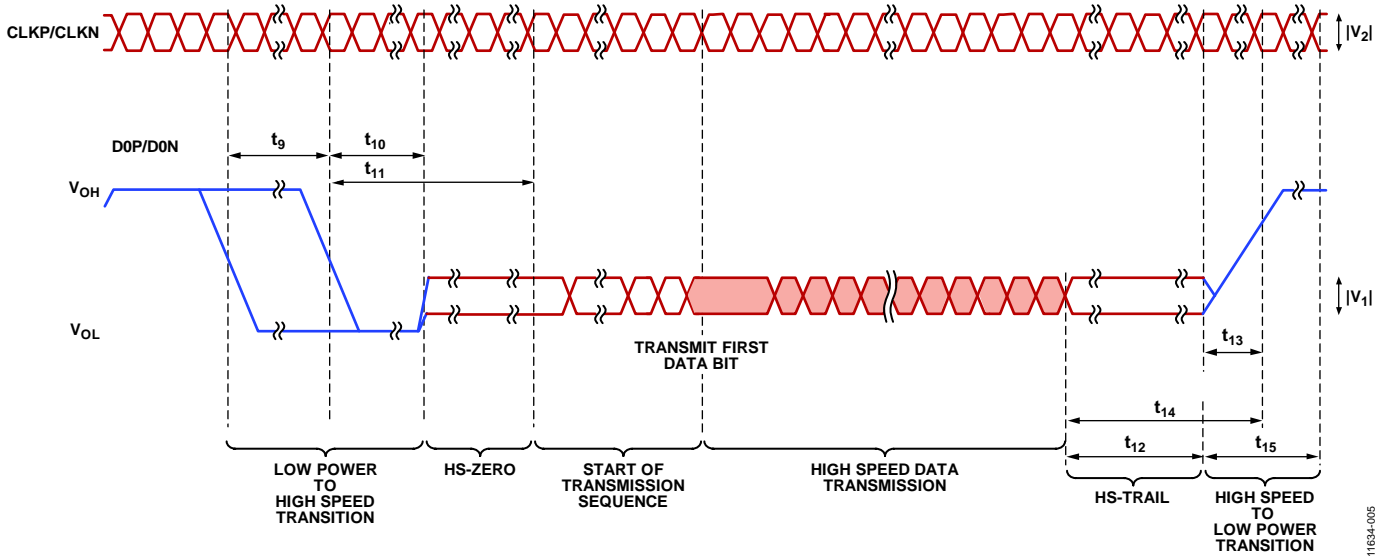 CLKP/CLKN
|V2|
D0P/D0N
t9
t10
t11
VOH
VOL
|V1|
TRANSMIT FIRST
DATA BIT
t13
t14
t12
t15
LOW POWER
TO
HIGH SPEED
TRANSITION
HS-ZERO
START OF
TRANSMISSION
SEQUENCE
HIGH SPEED DATA
TRANSMISSION
HS-TRAIL
HIGH SPEED
TO
LOW POWER
TRANSITION
11634-005